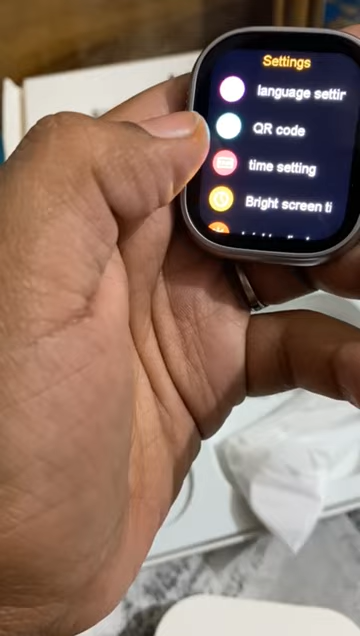 Settings
language settir
QR code
time setting
Bright screen ti